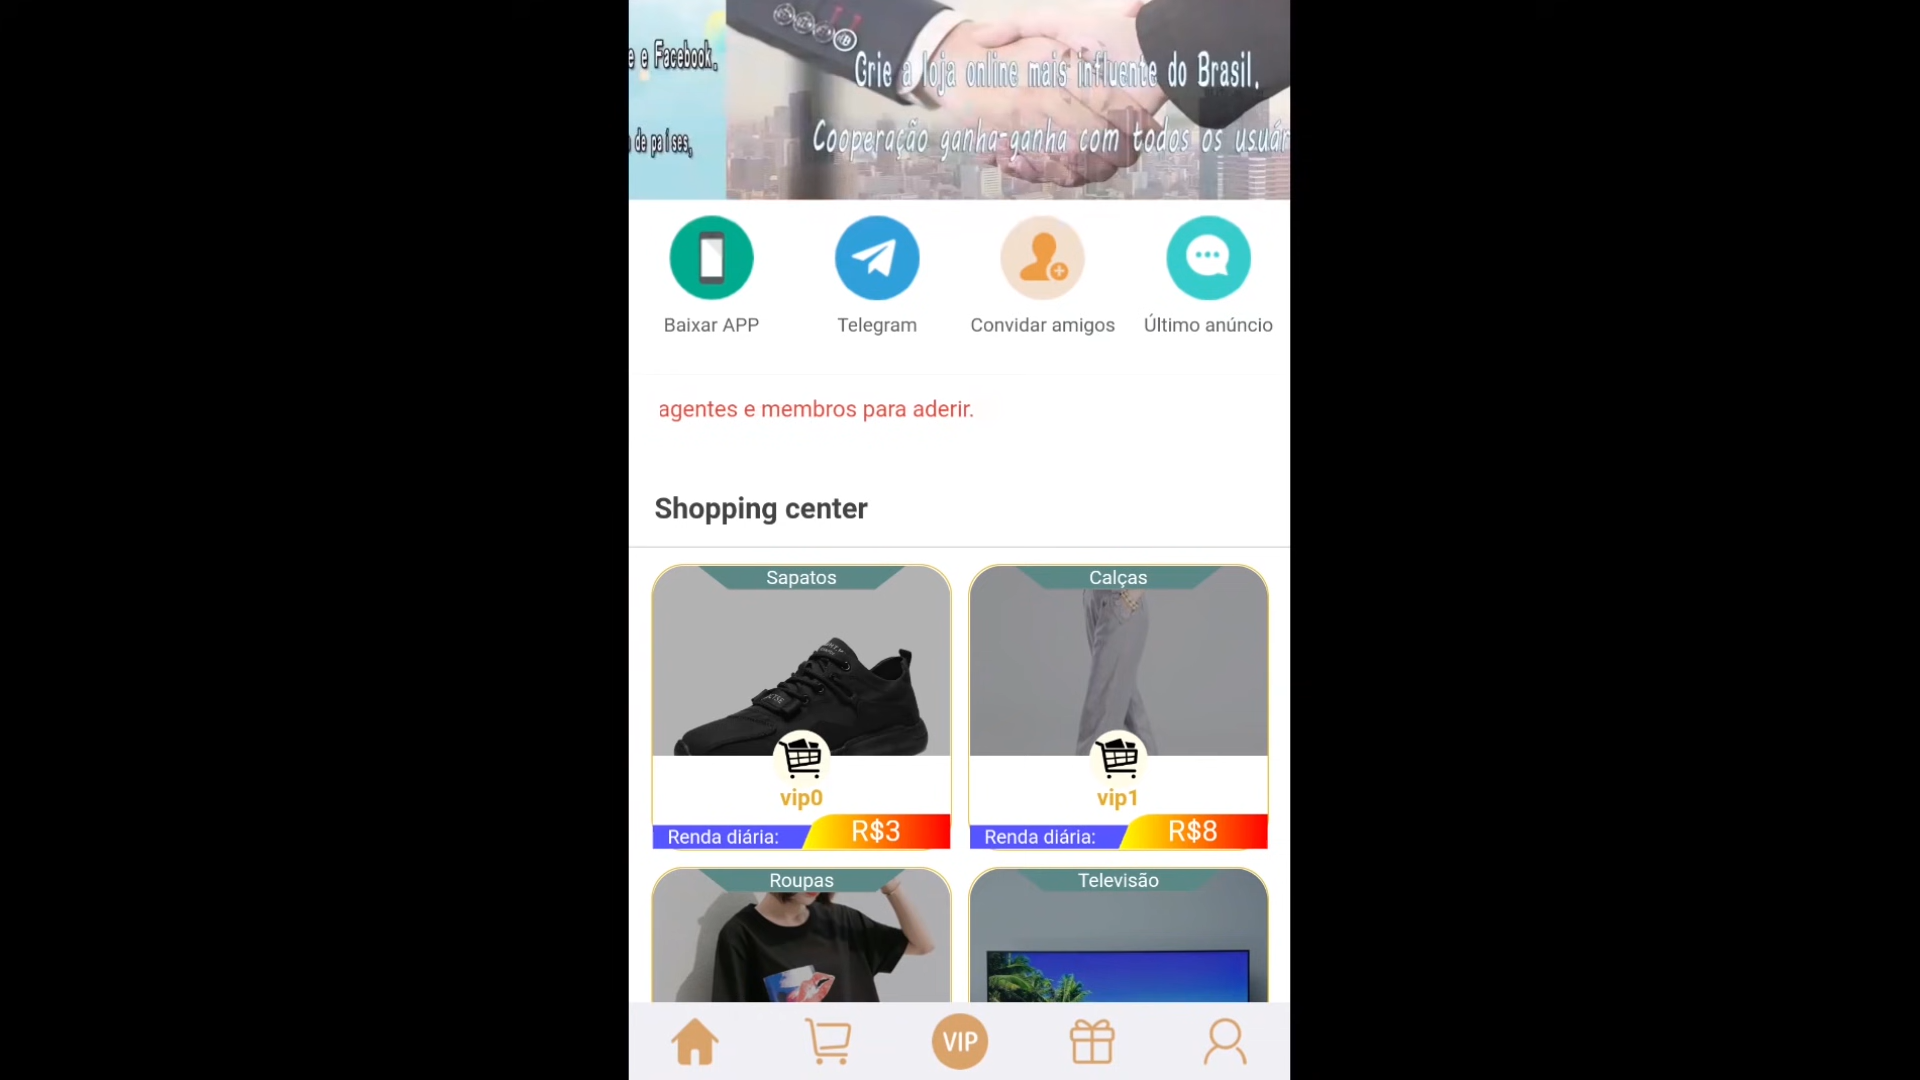 e e Facebook.
de países,
Grie a loja online mais influente do Brasil.
Cooperação ganha-ganha com todos os usuár
Baixar APP
Telegram
Convidar amigos
Último anúncio
agentes e membros para aderir.
Shopping center
Sapatos
Calças
vip0
vip1
Renda diária: R$3
Renda diária: R$8
Roupas
Televisão
VIP